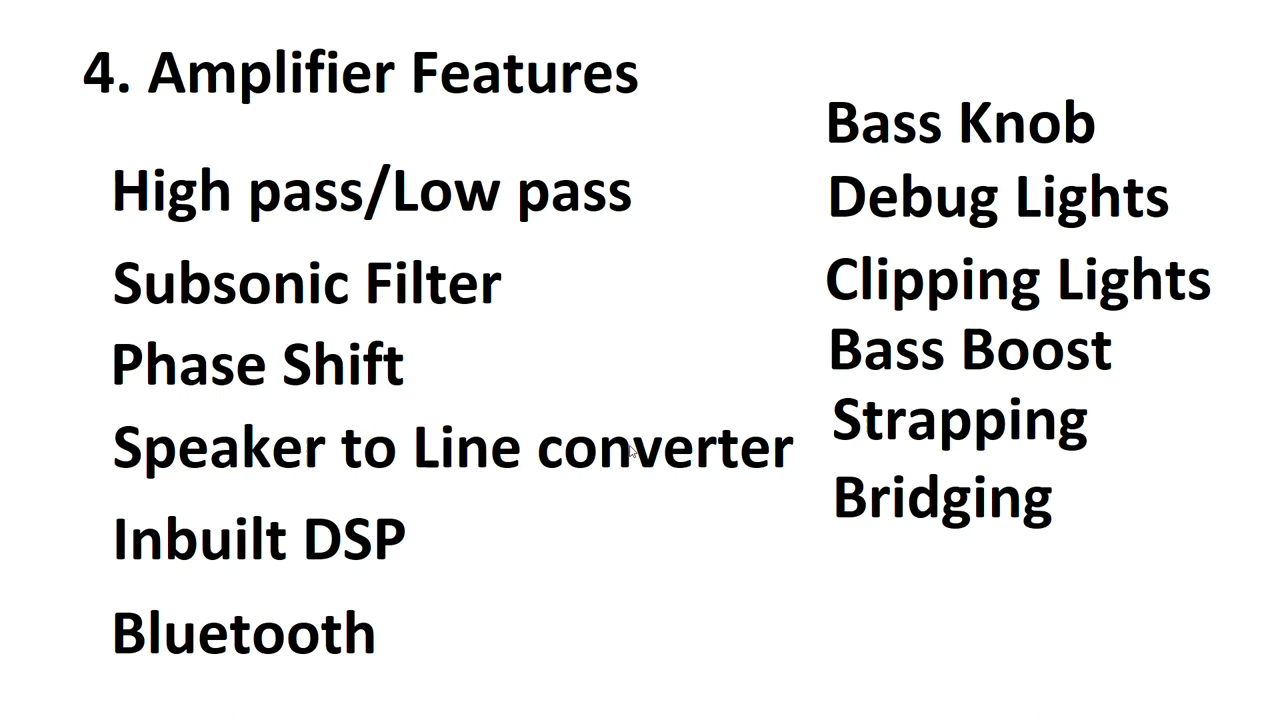 4. Amplifier Features
High pass/Low pass
Subsonic Filter
Phase Shift
Speaker to Line converter
Inbuilt DSP
Bluetooth
Bass Knob
Debug Lights
Clipping Lights
Bass Boost
Strapping
Bridging